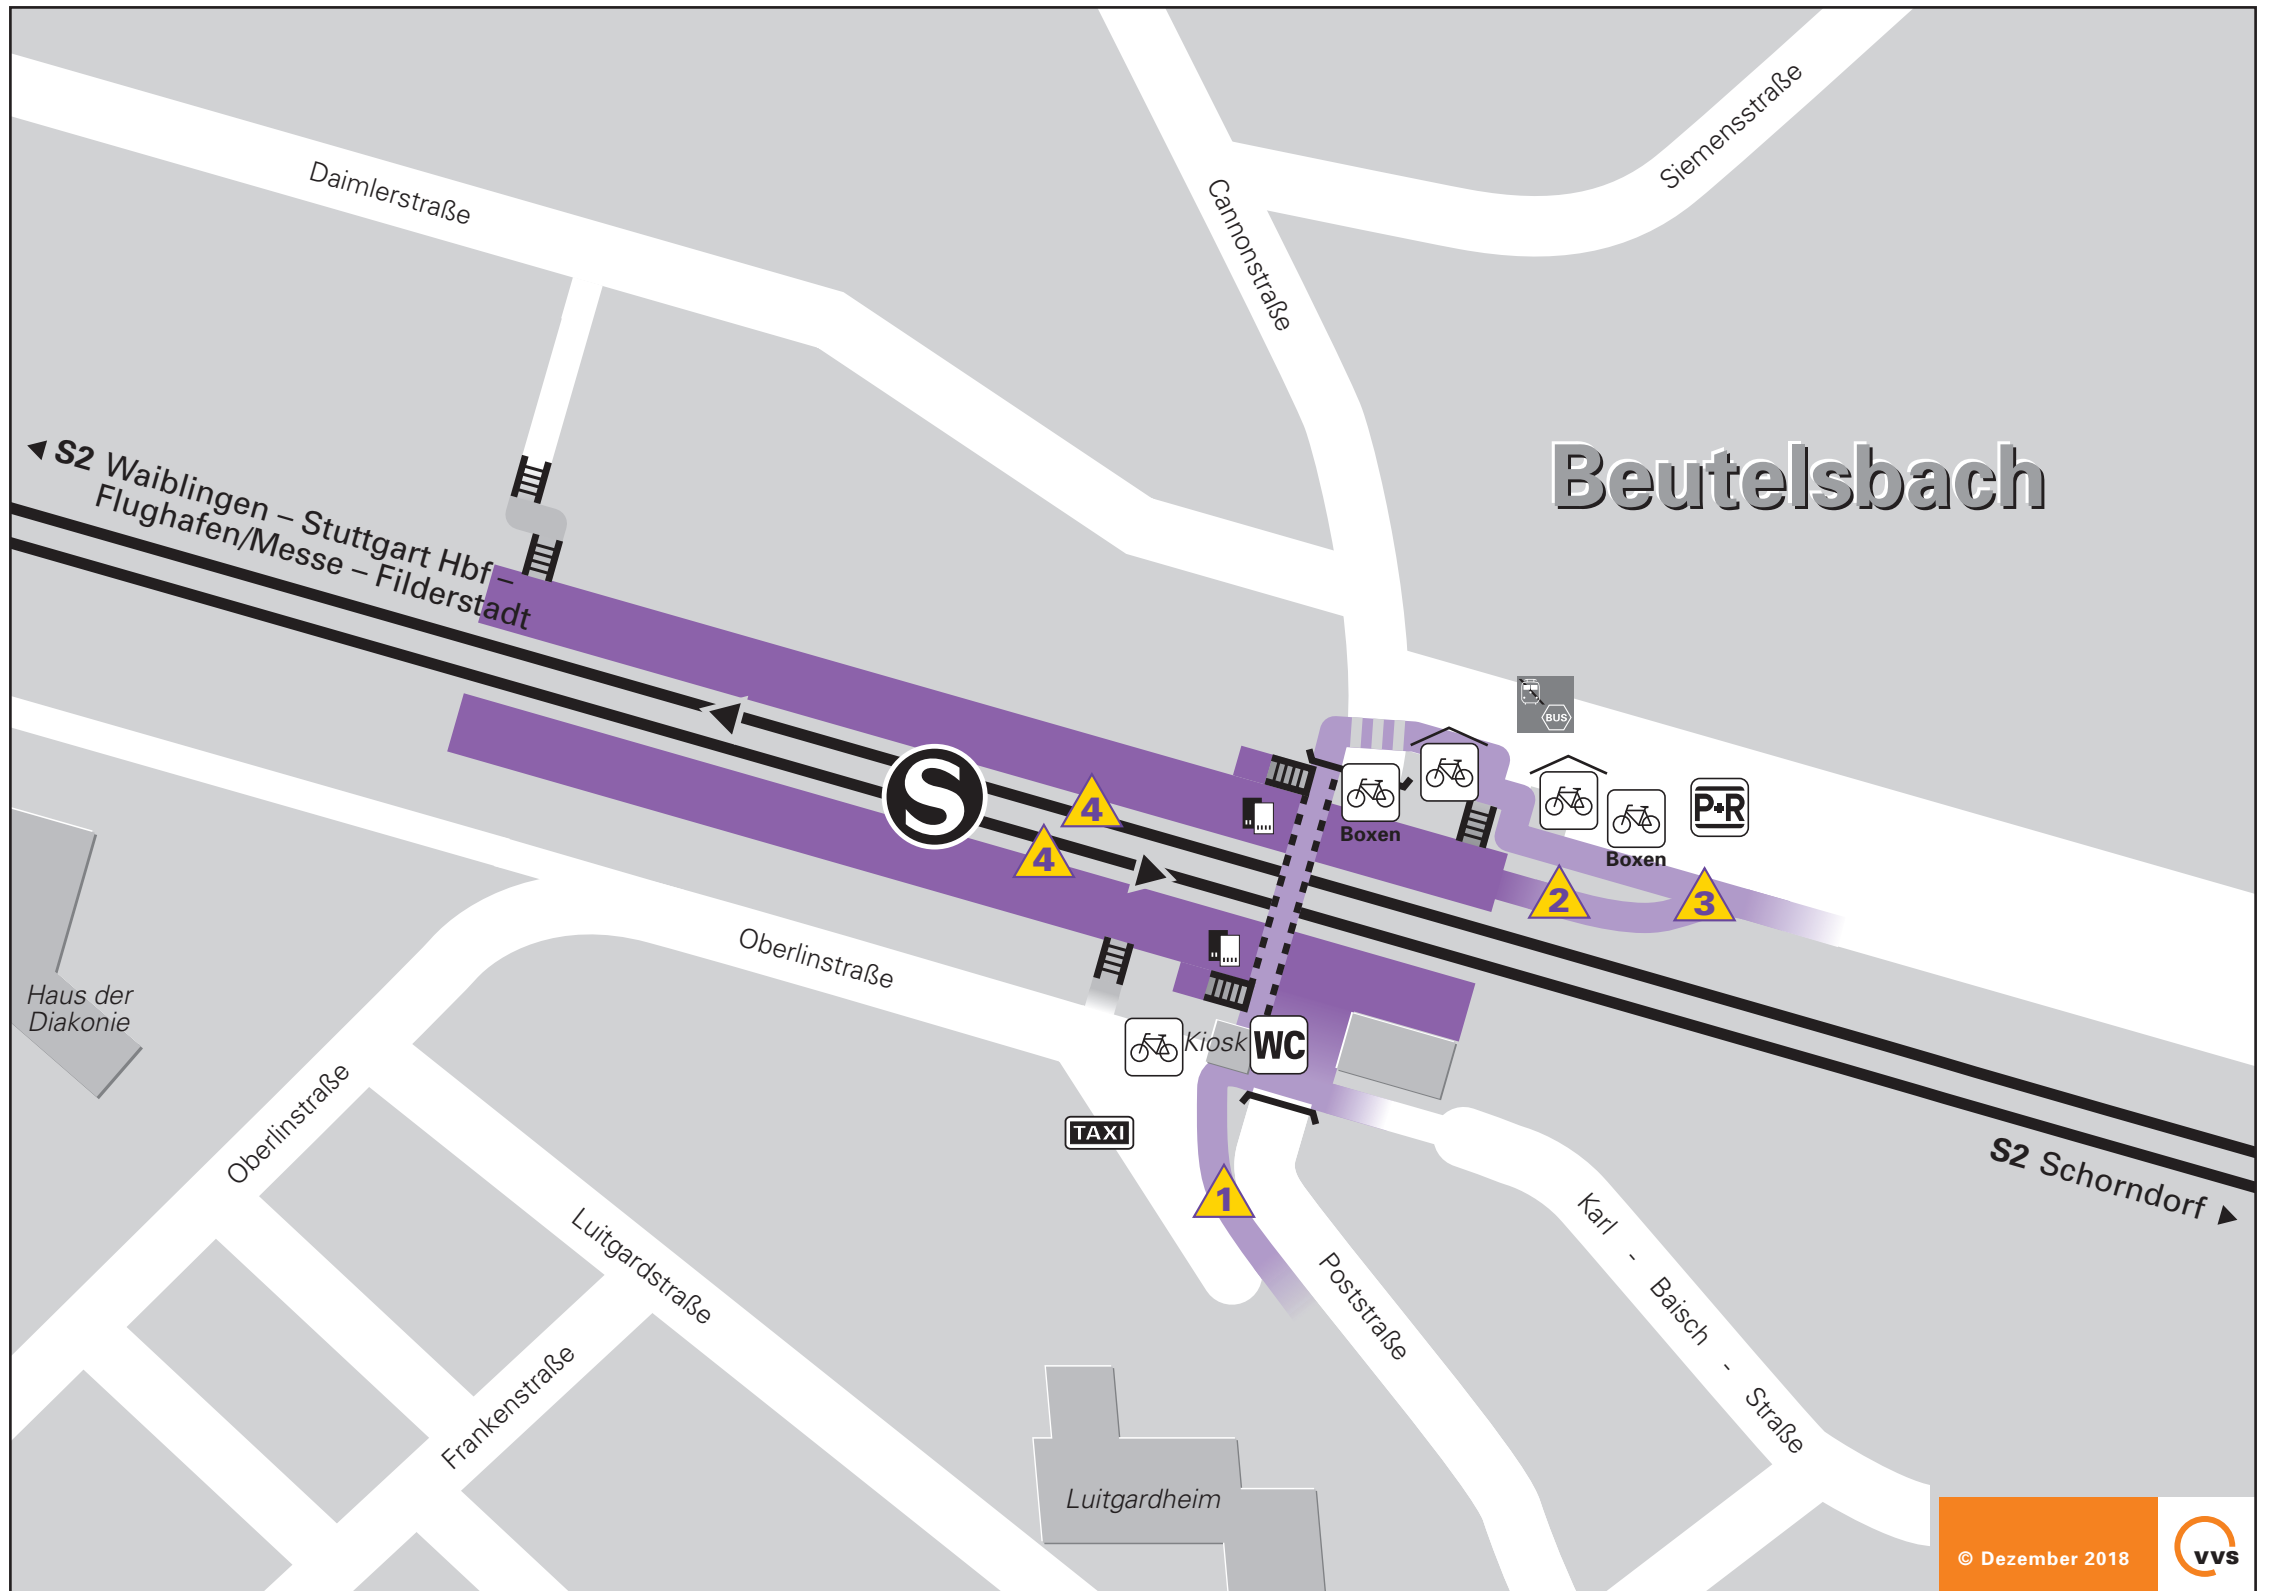 Daimlerstraße
Cannonstraße
Siemensstraße
Beutelsbach
S2 Waiblingen – Stuttgart Hbf –
Flughafen/Messe – Filderstadt
BUS
S
4
4
Boxen
Boxen
P+R
2
3
Oberlinstraße
Haus der
Diakonie
Kiosk
WC
TAXI
Oberlinstraße
1
S2 Schorndorf
Luitgardstraße
Poststraße
Karl - Baisch - Straße
Frankenstraße
Luitgardheim
© Dezember 2018
vvs